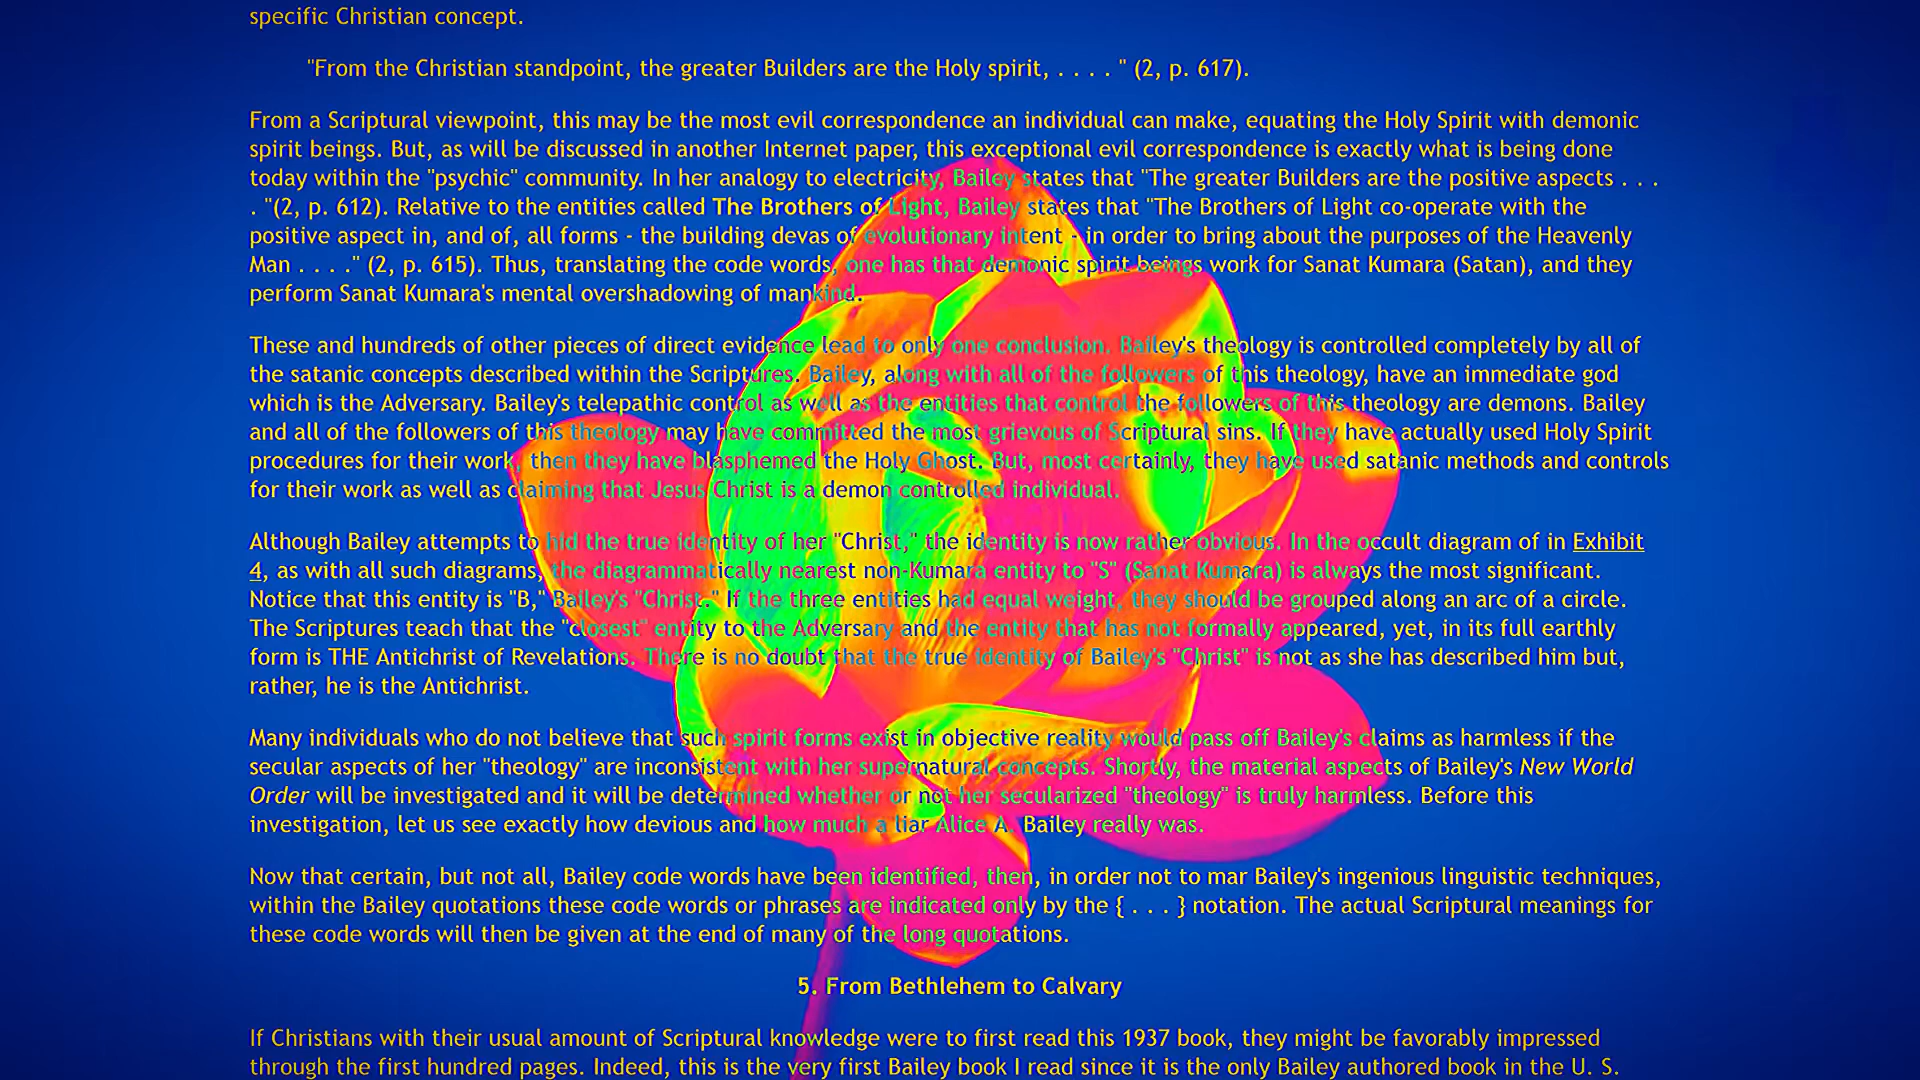 specific Christian concept.
"From the Christian standpoint, the greater Builders are the Holy spirit, . . . . " (2, p. 617).
From a Scriptural viewpoint, this may be the most evil correspondence an individual can make, equating the Holy Spirit with demonic
spirit beings. But, as will be discussed in another Internet paper, this exceptional evil correspondence is exactly what is being done
today within the "psychic" community. In her analogy to electricity, Bailey states that "The greater Builders are the positive aspects . . .
. "(2, p. 612). Relative to the entities called The Brothers of Light, Bailey states that "The Brothers of Light co-operate with the
positive aspect in, and of, all forms - the building devas of evolutionary intent - in order to bring about the purposes of the Heavenly
Man . . . ." (2, p. 615). Thus, translating the code words, one has that demonic spirit beings work for Sanat Kumara (Satan), and they
perform Sanat Kumara's mental overshadowing of mankind.
These and hundreds of other pieces of direct evidence lead to only one conclusion. Bailey's theology is controlled completely by all of
the satanic concepts described within the Scriptures. Bailey, along with all of the followers of this theology, have an immediate god
which is the Adversary. Bailey's telepathic control as well as the entities that control the followers of this theology are demons. Bailey
and all of the followers of this theology may have committed the most grievous of Scriptural sins. If they have actually used Holy Spirit
procedures for their work, then they have blasphemed the Holy Ghost. But, most certainly, they have used satanic methods and controls
for their work as well as claiming that Jesus Christ is a demon controlled individual.
Although Bailey attempts to hid the true identity of her "Christ," the identity is now rather obvious. In the occult diagram of in Exhibit
4, as with all such diagrams, the diagrammatically nearest non-Kumara entity to "S" (Sanat Kumara) is always the most significant.
Notice that this entity is "B," Bailey's "Christ." If the three entities had equal weight, they should be grouped along an arc of a circle.
The Scriptures teach that the "closest" entity to the Adversary and the entity that has not formally appeared, yet, in its full earthly
form is THE Antichrist of Revelations. There is no doubt that the true identity of Bailey's "Christ" is not as she has described him but,
rather, he is the Antichrist.
Many individuals who do not believe that such spirit forms exist in objective reality would pass off Bailey's claims as harmless if the
secular aspects of her "theology" are inconsistent with her supernatural concepts. Shortly, the material aspects of Bailey's New World
Order will be investigated and it will be determined whether or not her secularized "theology" is truly harmless. Before this
investigation, let us see exactly how devious and how much a liar Alice A. Bailey really was.
Now that certain, but not all, Bailey code words have been identified, then, in order not to mar Bailey's ingenious linguistic techniques,
within the Bailey quotations these code words or phrases are indicated only by the { . . . } notation. The actual Scriptural meanings for
these code words will then be given at the end of many of the long quotations.
5. From Bethlehem to Calvary
If Christians with their usual amount of Scriptural knowledge were to first read this 1937 book, they might be favorably impressed
through the first hundred pages. Indeed, this is the very first Bailey book I read since it is the only Bailey authored book in the U. S.